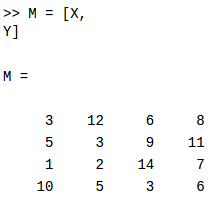 >> M = [X,
Y]
M =
3 12 6 8
5 3 9 11
1 2 14 7
10 5 3 6